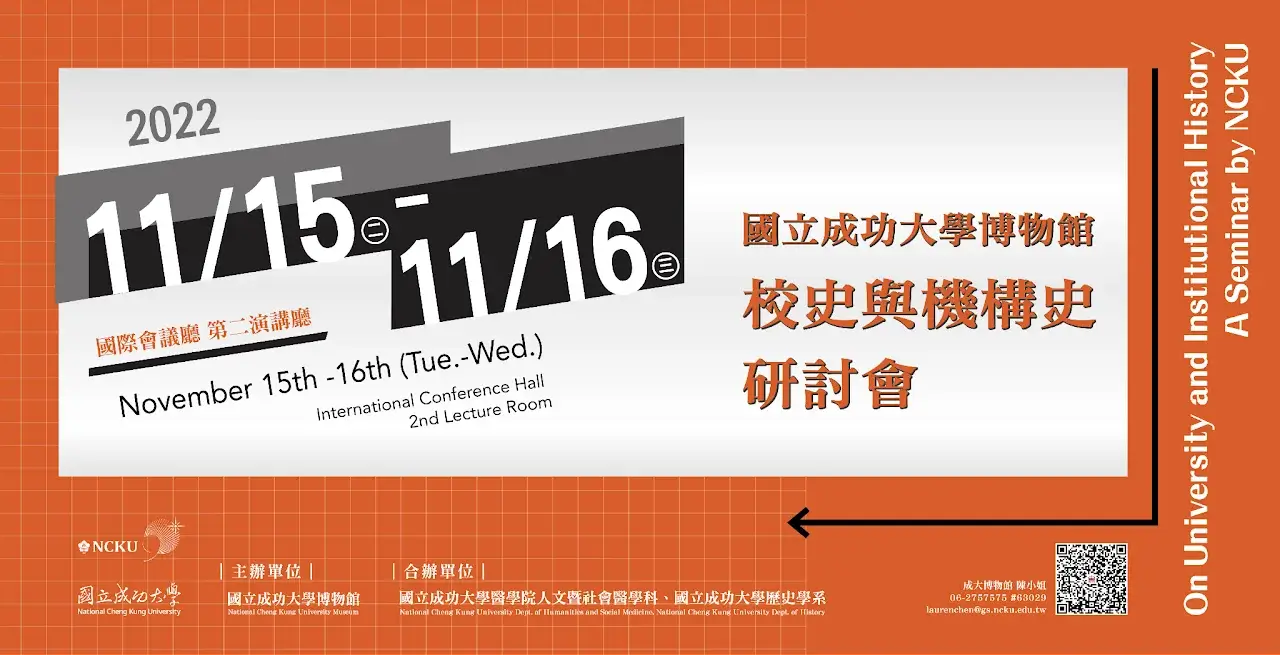 2022
11/15㊁-
11/16㊂
國際會議廳 第二演講廳
November 15th -16th (Tue.-Wed.)
International Conference Hall
2nd Lecture Room
國立成功大學博物館
校史與機構史
研討會
On University and Institutional History
A Seminar by NCKU
NCKU
國立成功大學
National Cheng Kung University
|主辦單位|
國立成功大學博物館
National Cheng Kung University Museum
|合辦單位|
國立成功大學醫學院人文暨社會醫學科、國立成功大學歷史學系
National Cheng Kung University Dept. of Humanities and Social Medicine, National Cheng Kung University Dept. of History
成大博物館 陳小姐
06-2757575 #63029
laurenchen@gs.ncku.edu.tw